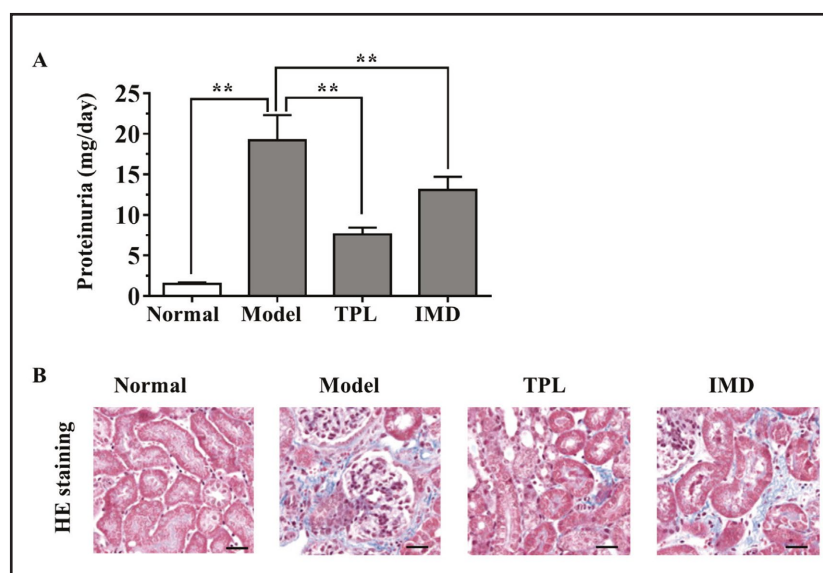 A
**
** **
25
20
15
10
5
0
Proteinuria (mg/day)
Normal Model TPL IMD
B
Normal Model TPL IMD
HE staining